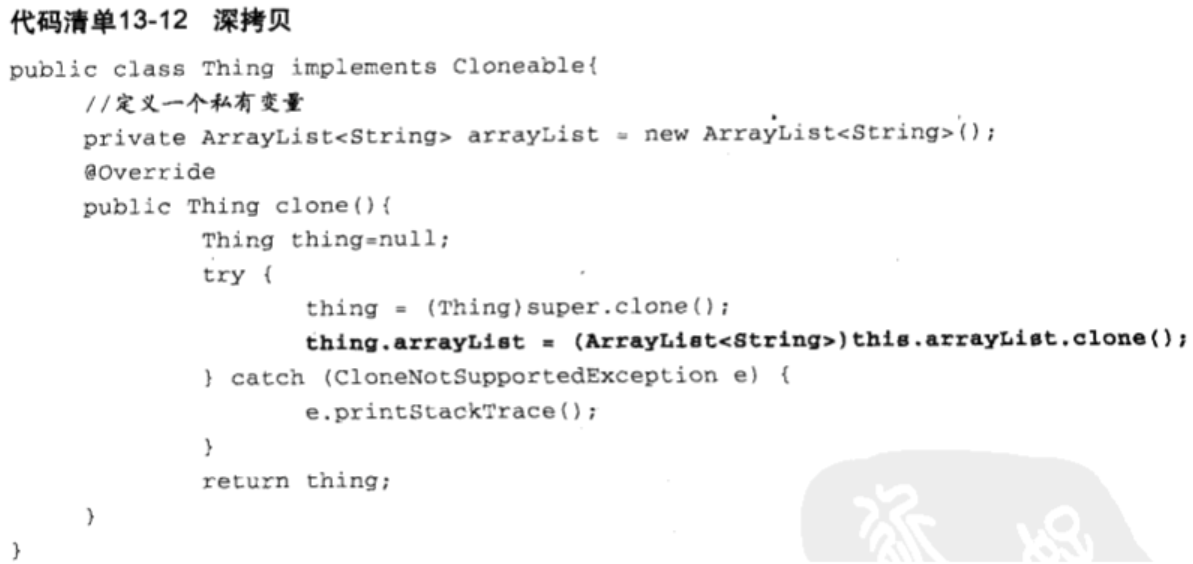 代码清单13-12 深拷贝
public class Thing implements Cloneable{
//定义一个私有变量
private ArrayList<String> arrayList = new ArrayList<String>();
@Override
public Thing clone(){
Thing thing=null;
try {
thing = (Thing)super.clone();
thing.arrayList = (ArrayList<String>)this.arrayList.clone();
} catch (CloneNotSupportedException e) {
e.printStackTrace();
}
return thing;
}
}